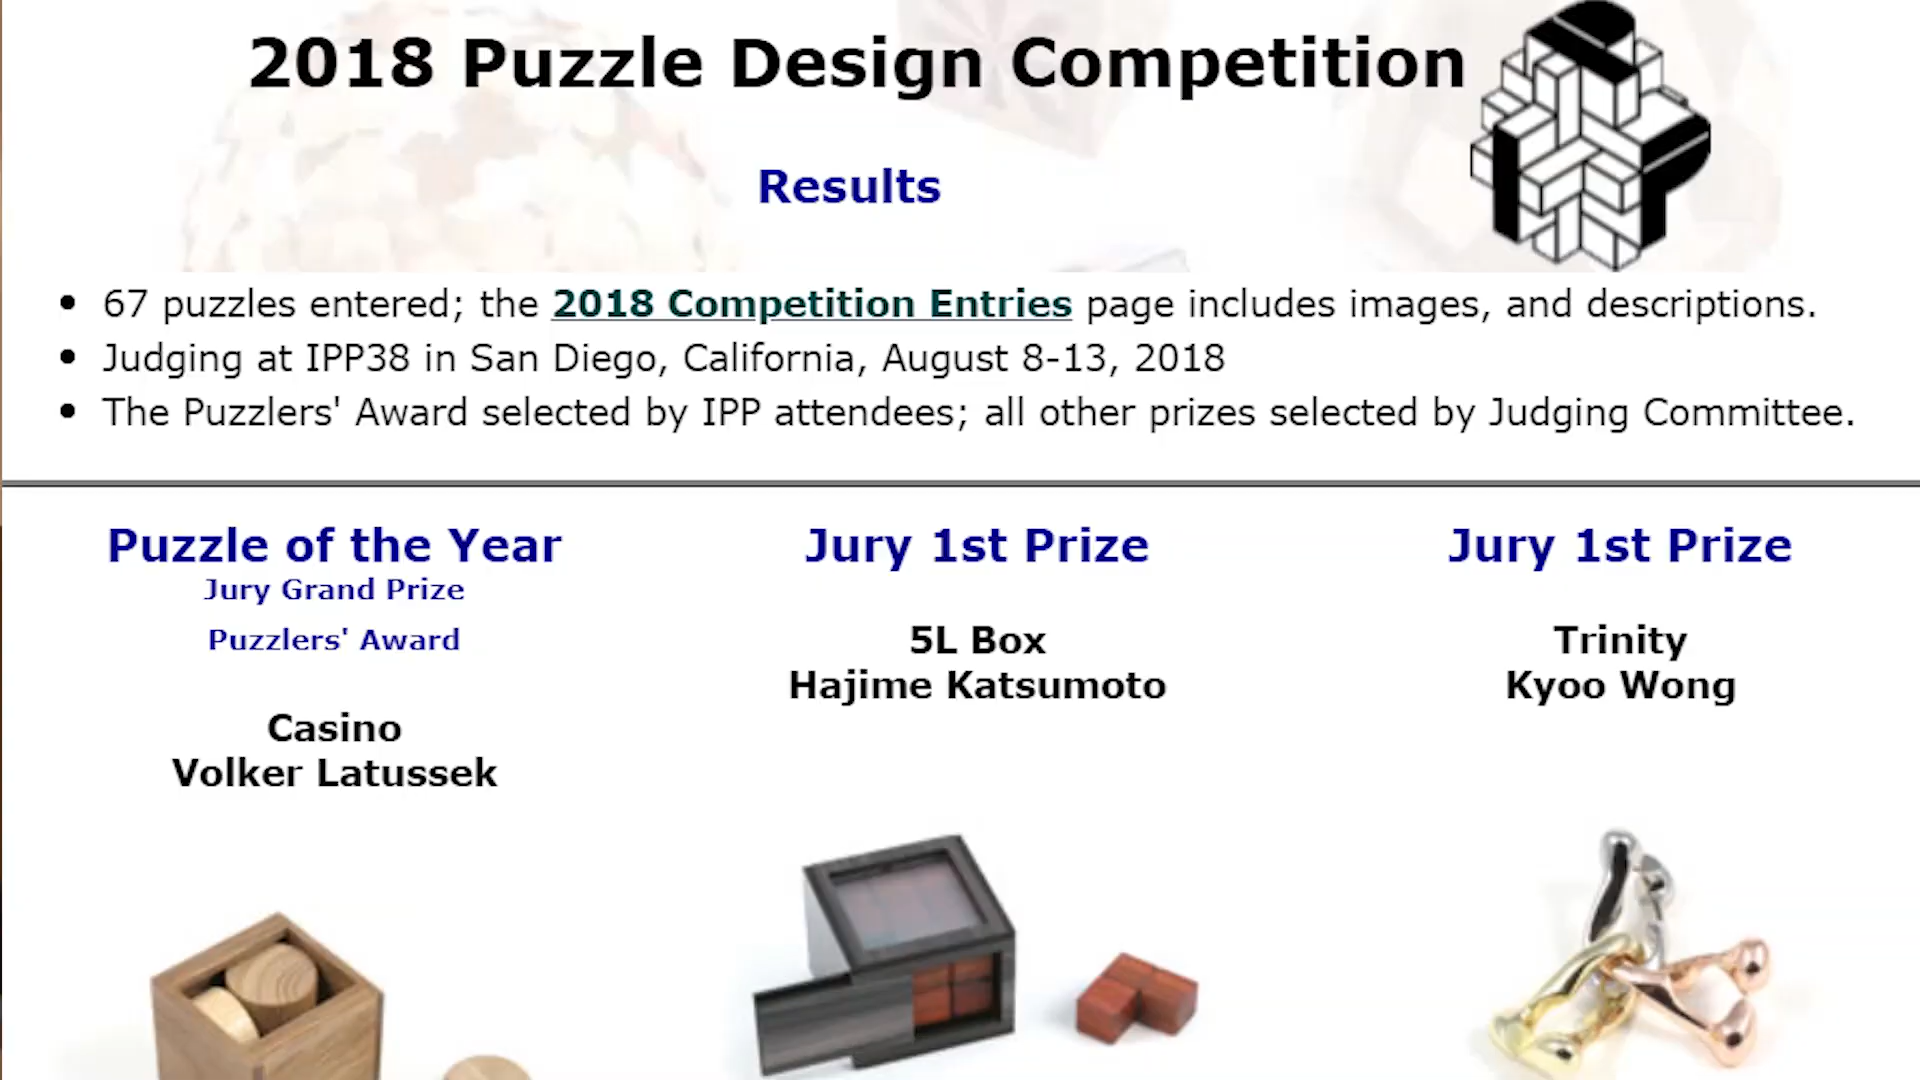 2018 Puzzle Design Competition
Results
• 67 puzzles entered; the 2018 Competition Entries page includes images, and descriptions.
• Judging at IPP38 in San Diego, California, August 8-13, 2018
• The Puzzlers' Award selected by IPP attendees; all other prizes selected by Judging Committee.
Puzzle of the Year
Jury Grand Prize
Puzzlers' Award
Casino
Volker Latussek
Jury 1st Prize
5L Box
Hajime Katsumoto
Jury 1st Prize
Trinity
Kyoo Wong